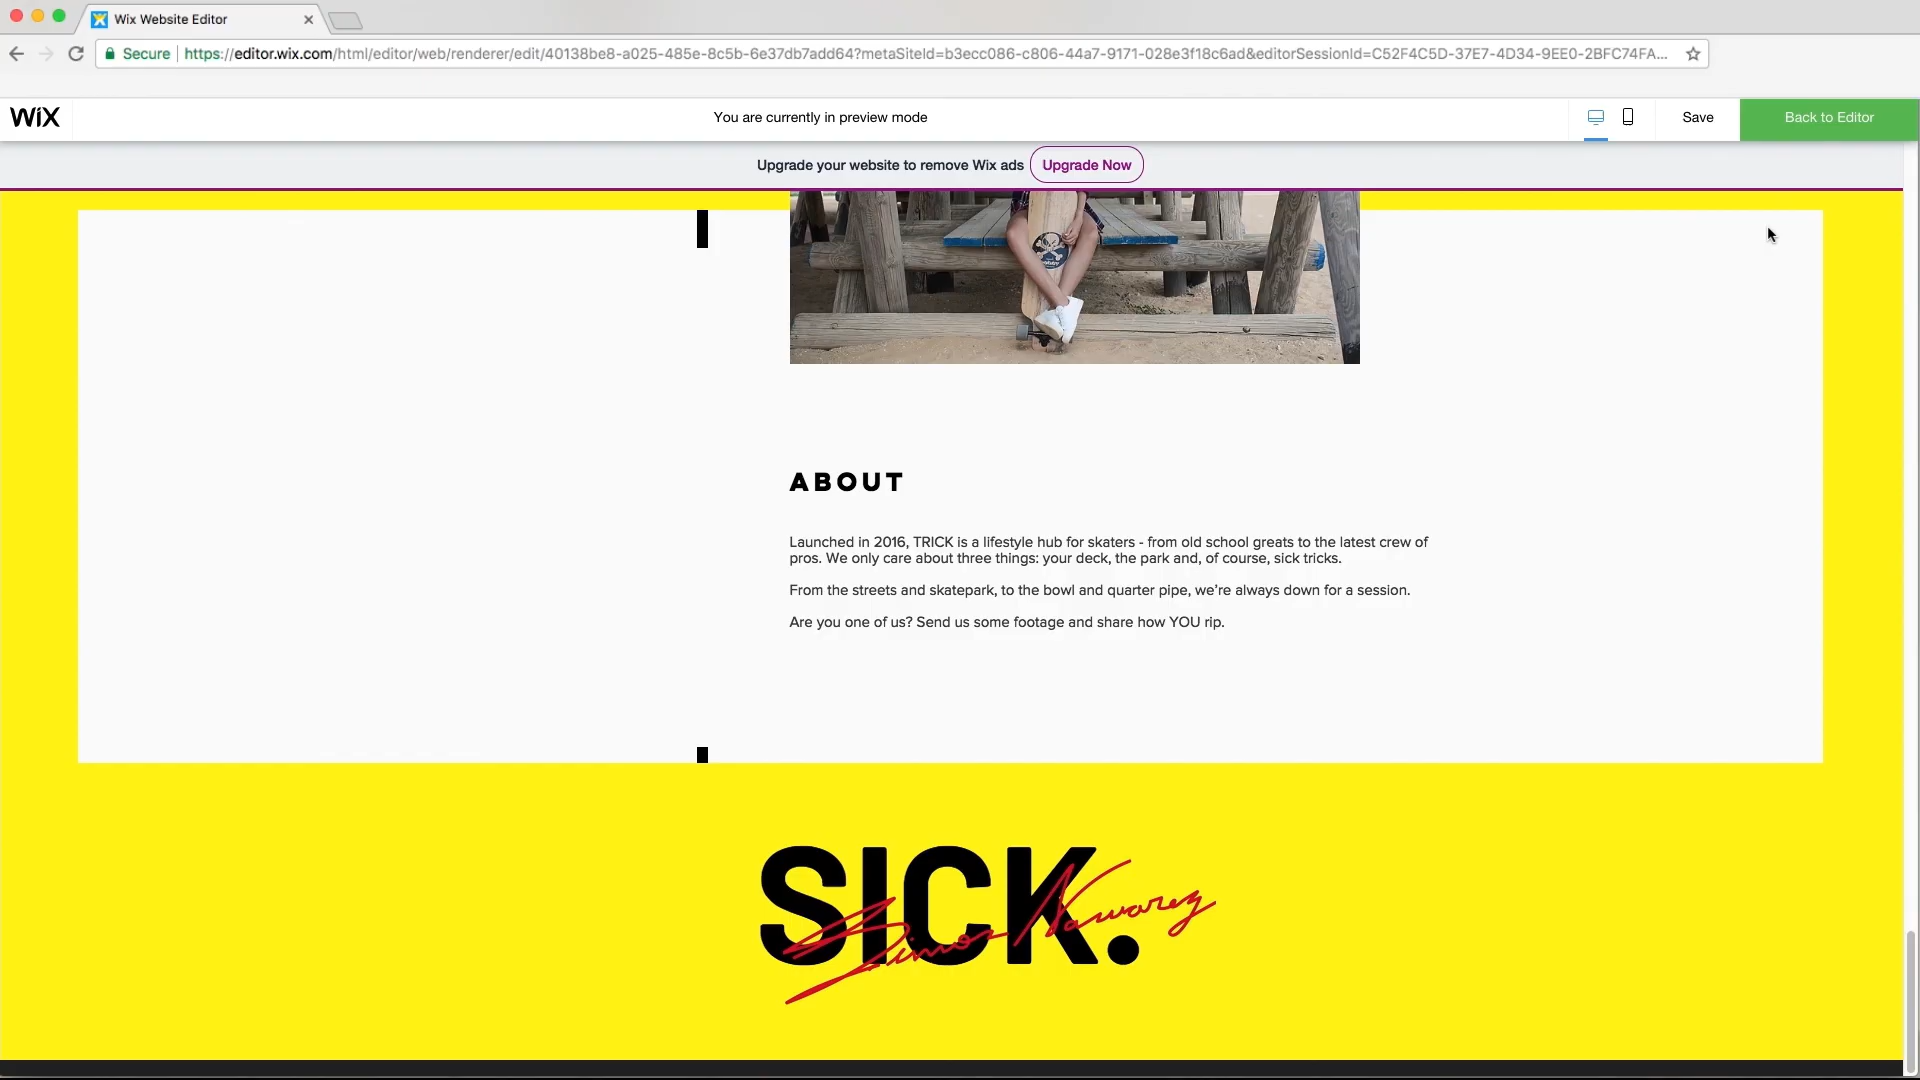 Wix Website Editor
Secure | https://editor.wix.com/html/editor/web/renderer/edit/40138be8-a025-485e-8c5b-6e37db7add64?metaSiteId=b3ecc086-c806-44a7-9171-028e3f18c6ad&editorSessionId=C52F4C5D-37E7-4D34-9EE0-2BFC74FA...
WiX
You are currently in preview mode
Save
Back to Editor
Upgrade your website to remove Wix ads
Upgrade Now
ABOUT
Launched in 2016, TRICK is a lifestyle hub for skaters - from old school greats to the latest crew of
pros. We only care about three things: your deck, the park and, of course, sick tricks.
From the streets and skatepark, to the bowl and quarter pipe, we’re always down for a session.
Are you one of us? Send us some footage and share how YOU rip.
SICK.